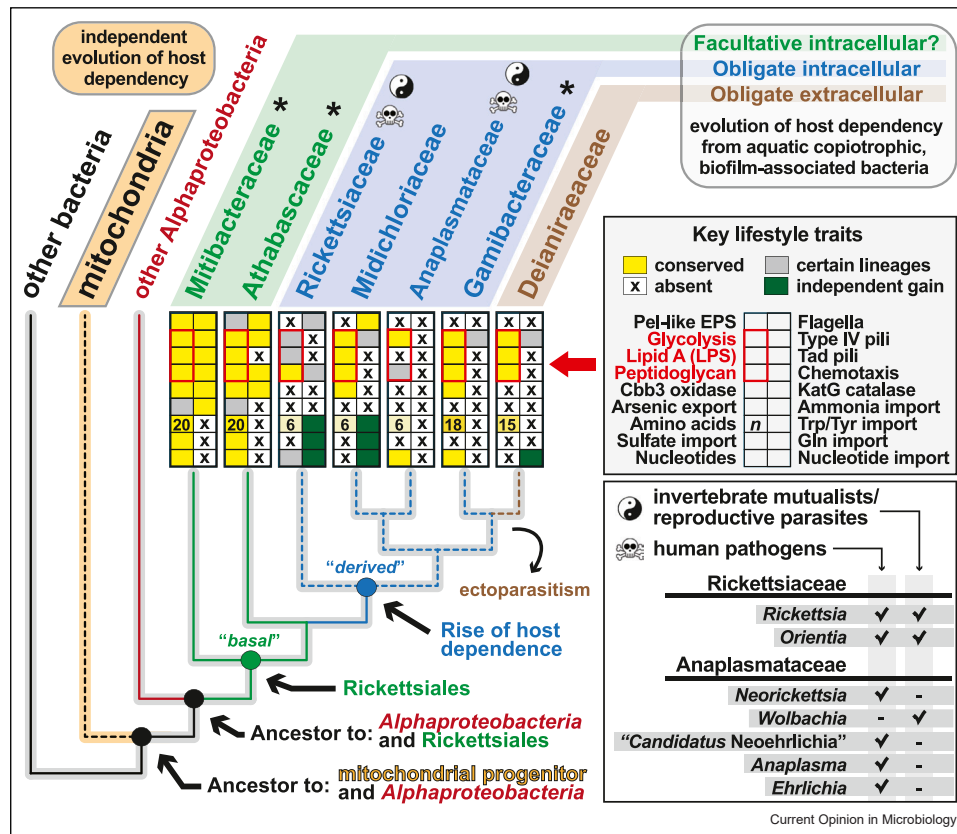 independent
evolution of host
dependency
other bacteria
mitochondria
other Alphaproteobacteria
Mitibacteraceae *
Athabascaceae *
Rickettsiaceae
Midichloriaceae
Anaplasmataceae
Gamibacteraceae *
Deianiraeaceae
Facultative intracellular?
Obligate intracellular
Obligate extracellular
evolution of host dependency
from aquatic copiotrophic,
biofilm-associated bacteria
Key lifestyle traits
conserved
certain lineages
x absent
independent gain
Pel-like EPS Flagella
Glycolysis Type IV pili
Lipid A (LPS) Tad pili
Peptidoglycan Chemotaxis
Cbb3 oxidase KatG catalase
Arsenic export Ammonia import
Amino acids n Trp/Tyr import
Sulfate import Gln import
Nucleotides Nucleotide import
x x x x x x
x x x x
x x x x x x x
x x x x x x x x
x x x x x x x x x x x
20 x 20 x 6 6 6 x 18 x 15 x
x x x x x x x x
x x x x x x
"derived"
ectoparasitism
Rise of host
dependence
"basal"
Rickettsiales
Ancestor to: Alphaproteobacteria
and Rickettsiales
Ancestor to: mitochondrial progenitor
and Alphaproteobacteria
invertebrate mutualists/
reproductive parasites
human pathogens
Rickettsiaceae
Rickettsia ✓ ✓
Orientia ✓ ✓
Anaplasmataceae
Neorickettsia ✓ -
Wolbachia - ✓
"Candidatus Neoehrlichia" ✓ -
Anaplasma ✓ -
Ehrlichia ✓ -
Current Opinion in Microbiology